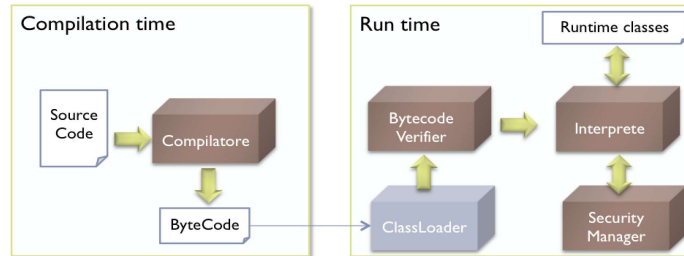 Compilation time
Source
Code
Compilatore
ByteCode
Run time
Runtime classes
Bytecode
Verifier
Interprete
ClassLoader
Security
Manager